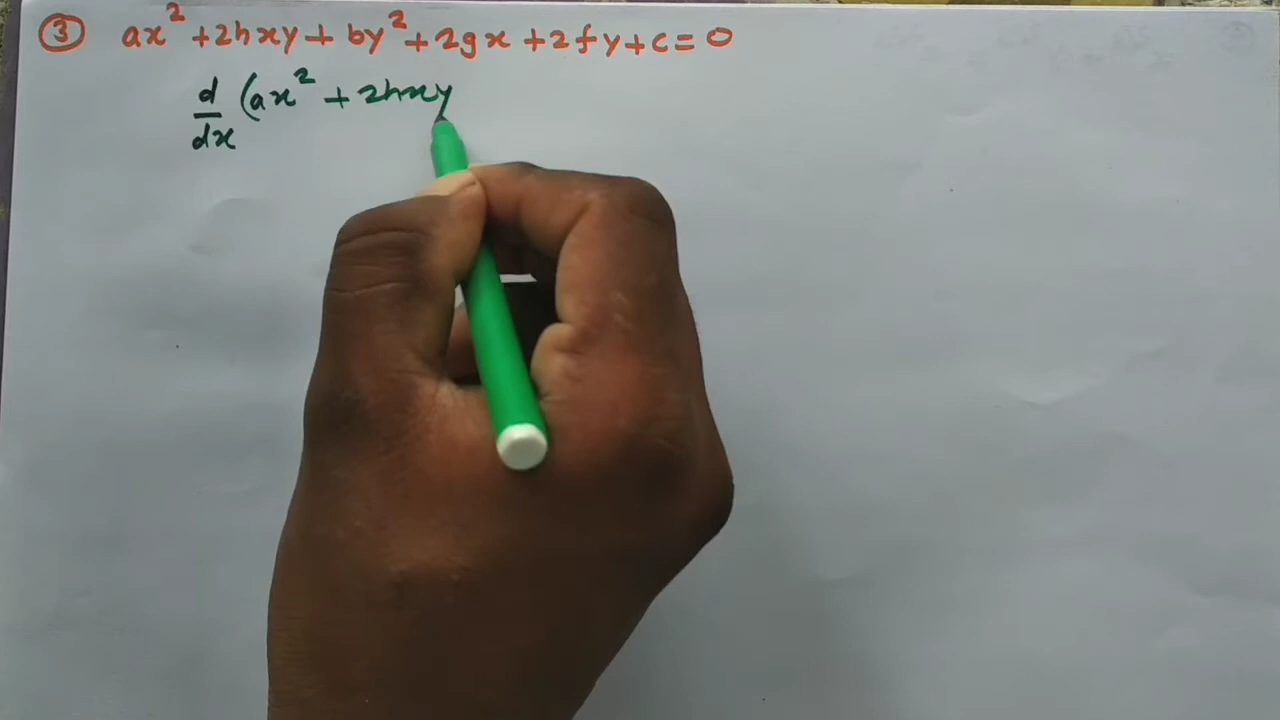 ③ ax² + 2hxy + by² + 2gx + 2fy + c = 0
d/dx (ax² + 2hxy